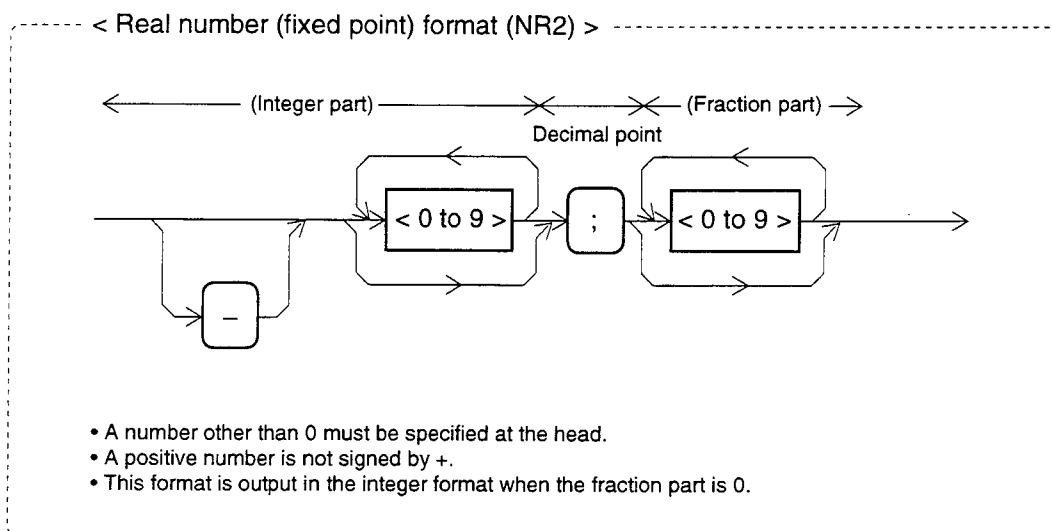 < Real number (fixed point) format (NR2) >
(Integer part) (Fraction part)
Decimal point
< 0 to 9 > ; < 0 to 9 >
–
• A number other than 0 must be specified at the head.
• A positive number is not signed by +.
• This format is output in the integer format when the fraction part is 0.